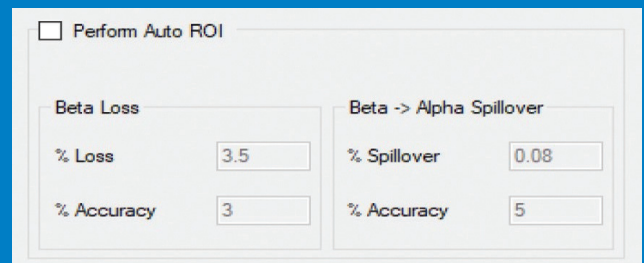 Perform Auto ROI
Beta Loss
% Loss 3.5
% Accuracy 3
Beta -> Alpha Spillover
% Spillover 0.08
% Accuracy 5